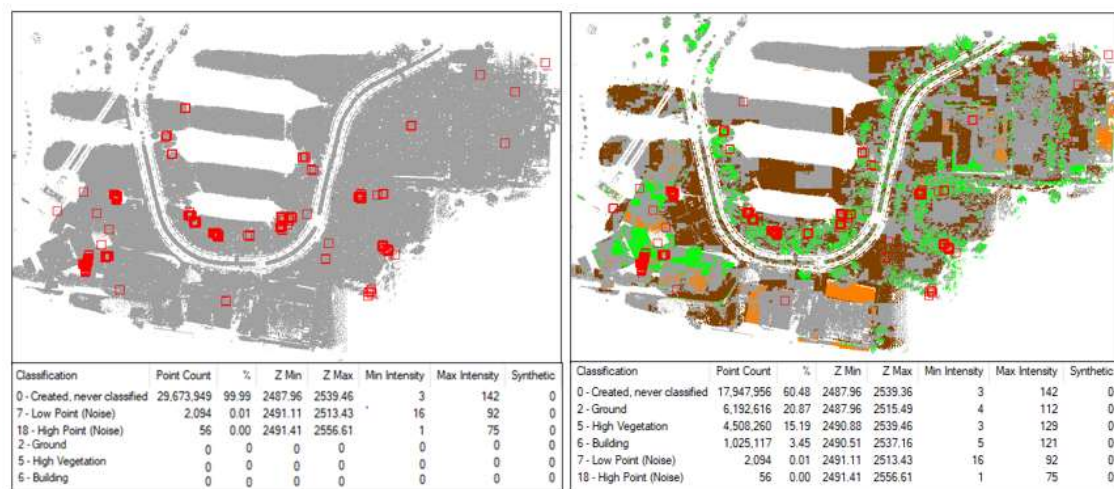 Classification Point Count % Z Min Z Max Min Intensity Max Intensity Synthetic
0 - Created, never classified 29,673,949 99.99 2487.96 2539.46 3 142 0
7 - Low Point (Noise) 2,094 0.01 2491.11 2513.43 16 92 0
18 - High Point (Noise) 56 0.00 2491.41 2556.61 1 75 0
2 - Ground 0 0 0 0 0 0 0
5 - High Vegetation 0 0 0 0 0 0 0
6 - Building 0 0 0 0 0 0 0
Classification Point Count % Z Min Z Max Min Intensity Max Intensity Synthetic
0 - Created, never classified 17,947,956 60.48 2487.96 2539.36 3 142 0
2 - Ground 6,192,616 20.87 2487.96 2515.49 4 112 0
5 - High Vegetation 4,508,260 15.19 2490.88 2539.46 3 129 0
6 - Building 1,025,117 3.45 2490.51 2537.16 5 121 0
7 - Low Point (Noise) 2,094 0.01 2491.11 2513.43 16 92 0
18 - High Point (Noise) 56 0.00 2491.41 2556.61 1 75 0